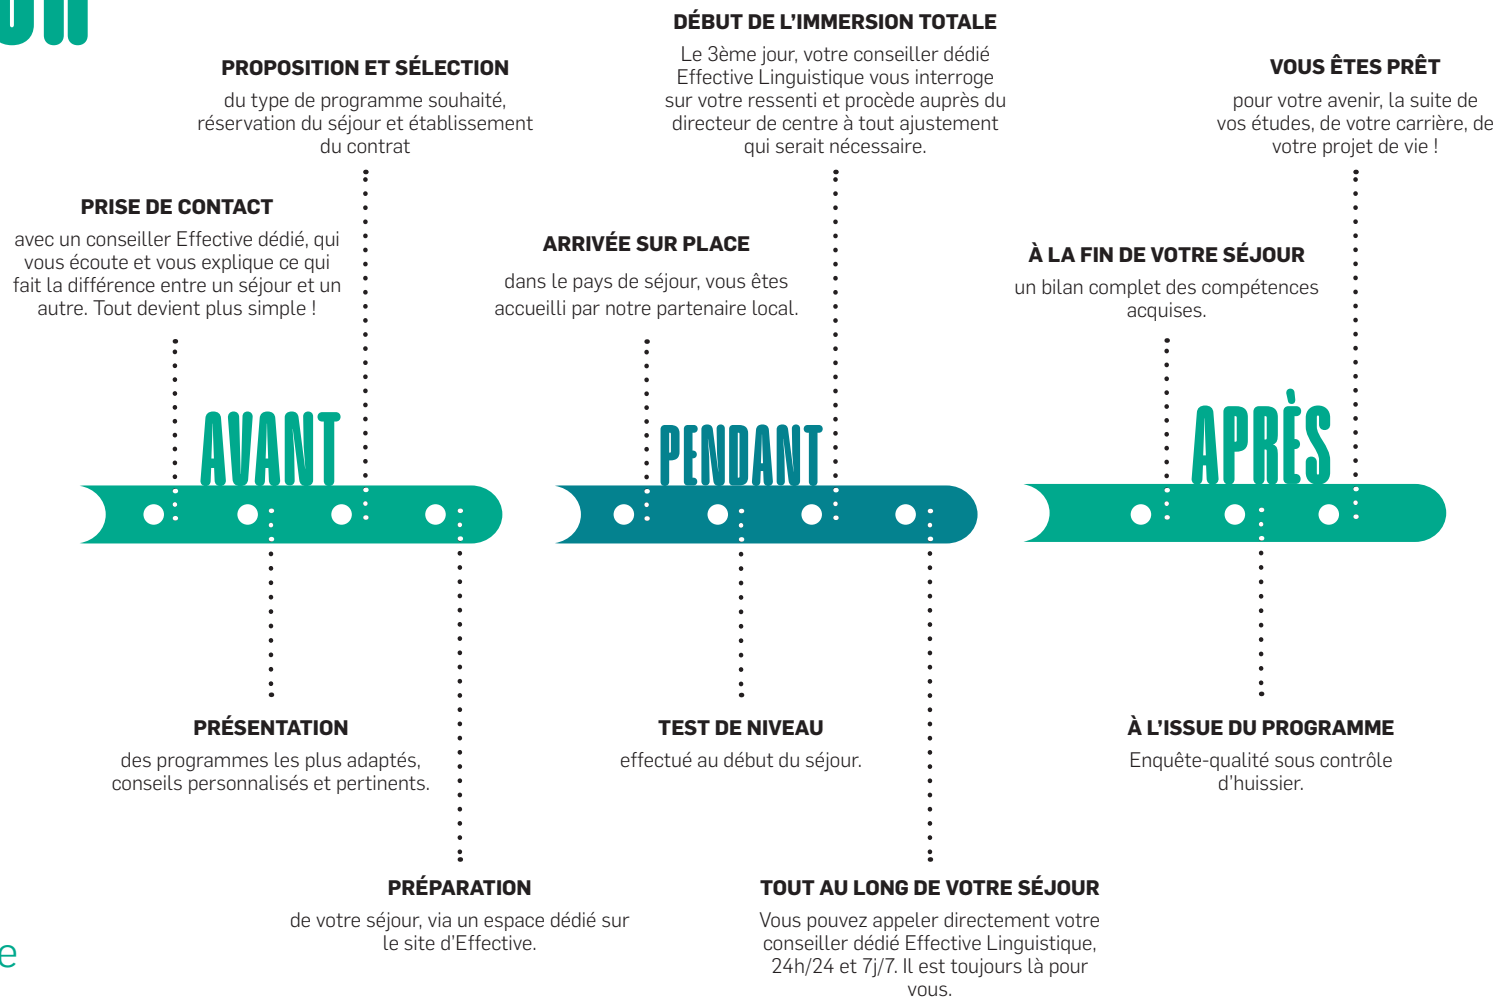 PROPOSITION ET SÉLECTION
du type de programme souhaité,
réservation du séjour et établissement
du contrat
PRISE DE CONTACT
avec un conseiller Effective dédié, qui
vous écoute et vous explique ce qui
fait la différence entre un séjour et un
autre. Tout devient plus simple !
AVANT
PRÉSENTATION
des programmes les plus adaptés,
conseils personnalisés et pertinents.
PRÉPARATION
de votre séjour, via un espace dédié sur
le site d'Effective.
DÉBUT DE L'IMMERSION TOTALE
Le 3ème jour, votre conseiller dédié
Effective Linguistique vous interroge
sur votre ressenti et procède auprès du
directeur de centre à tout ajustement
qui serait nécessaire.
ARRIVÉE SUR PLACE
dans le pays de séjour, vous êtes
accueilli par notre partenaire local.
PENDANT
TEST DE NIVEAU
effectué au début du séjour.
TOUT AU LONG DE VOTRE SÉJOUR
Vous pouvez appeler directement votre
conseiller dédié Effective Linguistique,
24h/24 et 7j/7. Il est toujours là pour
vous.
VOUS ÊTES PRÊT
pour votre avenir, la suite de
vos études, de votre carrière, de
votre projet de vie !
À LA FIN DE VOTRE SÉJOUR
un bilan complet des compétences
acquises.
APRÈS
À L'ISSUE DU PROGRAMME
Enquête-qualité sous contrôle
d'huissier.
e